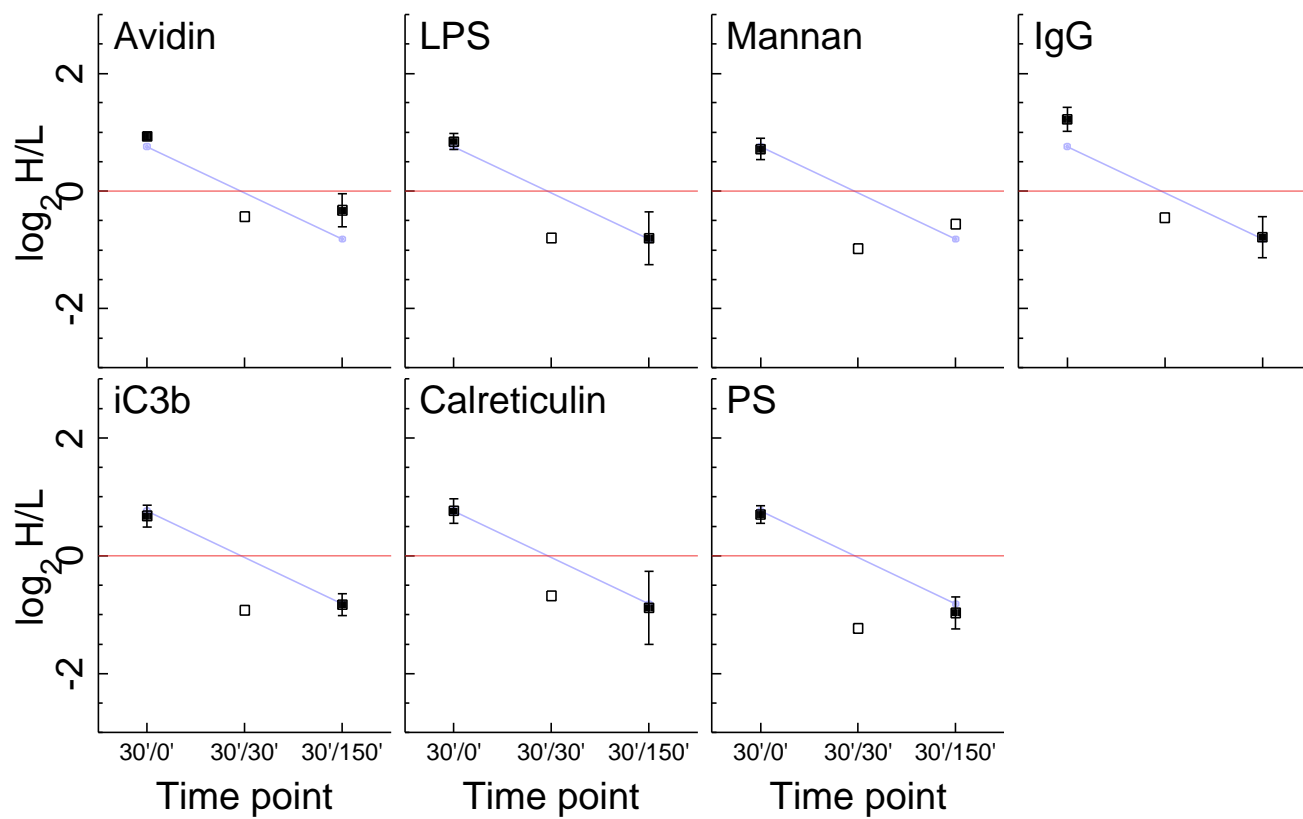 Avidin
LPS
Mannan
IgG
log2 H/L
2
0
-2
iC3b
Calreticulin
PS
log2 H/L
2
0
-2
30'/0' 30'/30' 30'/150'
30'/0' 30'/30' 30'/150'
30'/0' 30'/30' 30'/150'
Time point
Time point
Time point